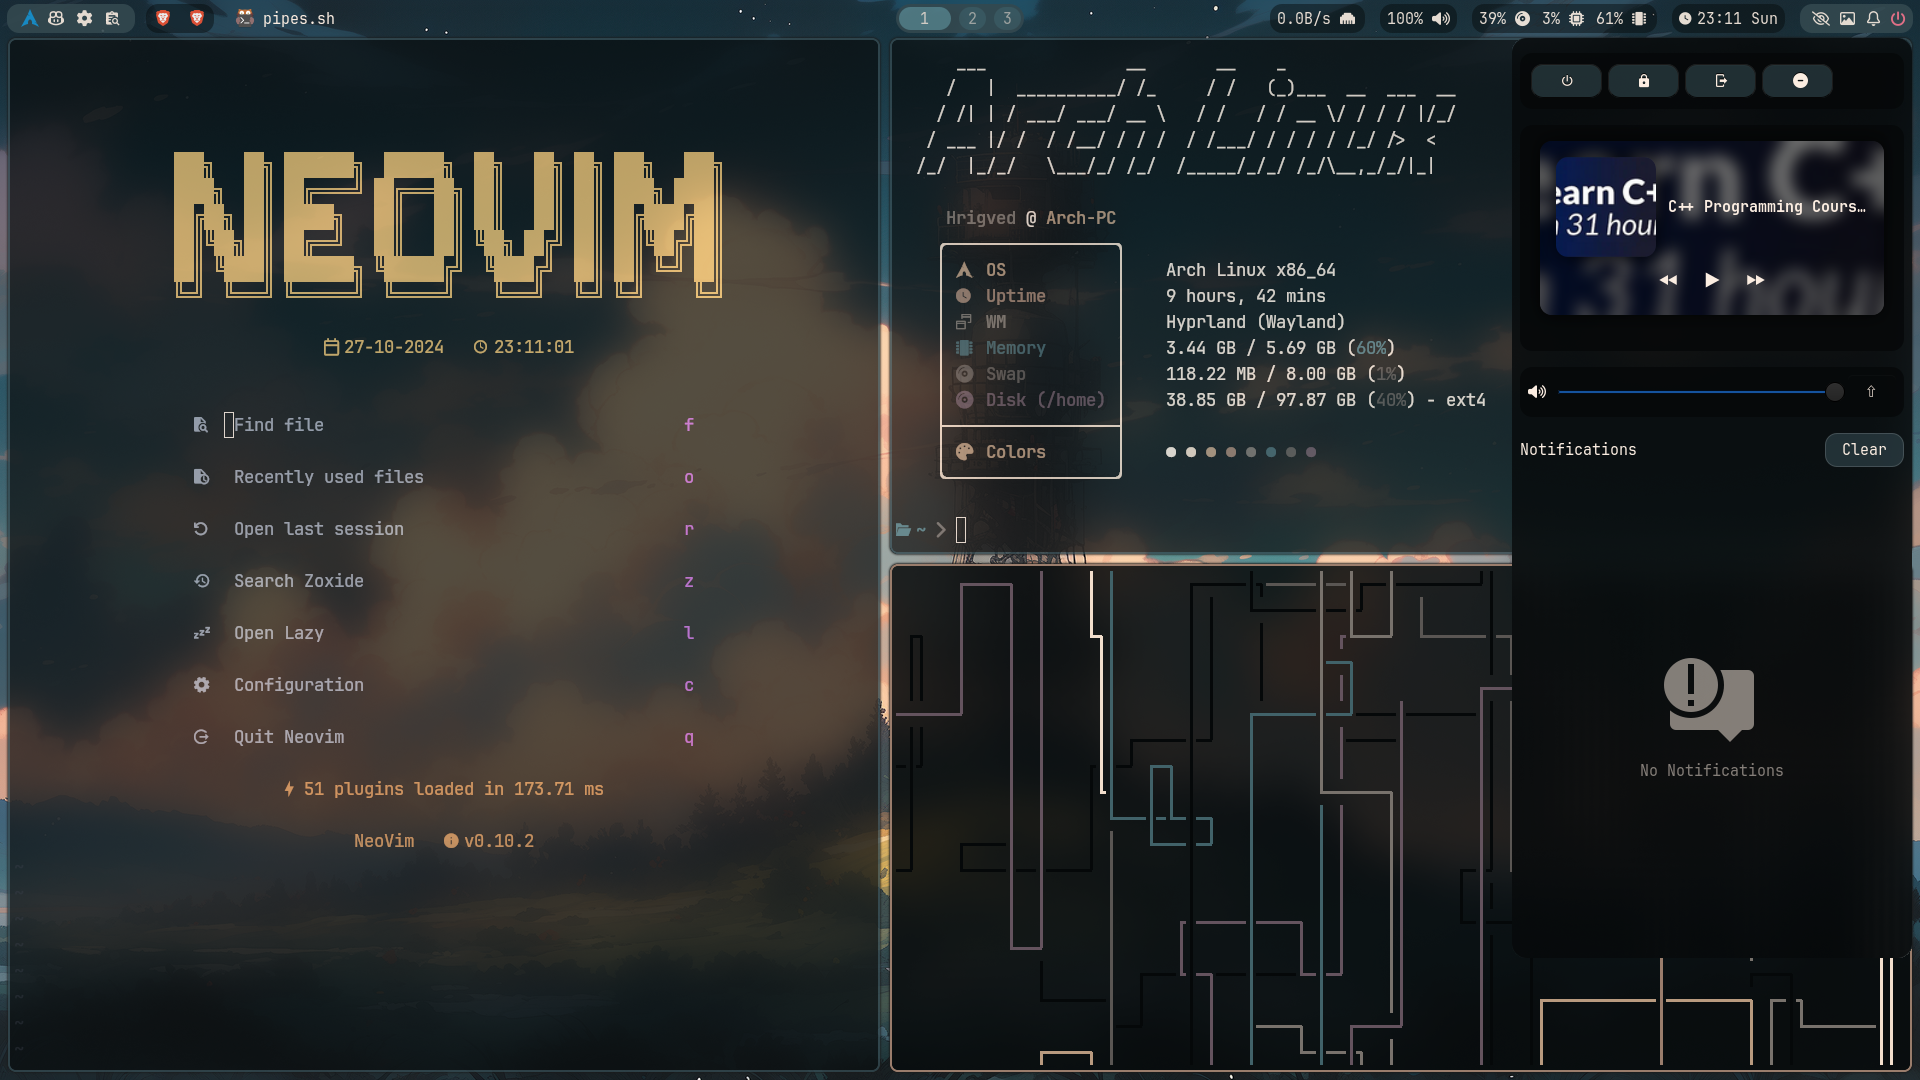 pipes.sh
1 2 3
0.0B/s 100% 39% 3% 61% 23:11 Sun
NEOVIM
27-10-2024 23:11:01
Find file f
Recently used files o
Open last session r
Search Zoxide z
Open Lazy l
Configuration c
Quit Neovim q
51 plugins loaded in 173.71 ms
NeoVim v0.10.2
Arch Linux
Hrigved @ Arch-PC
OS Arch Linux x86_64
Uptime 9 hours, 42 mins
WM Hyprland (Wayland)
Memory 3.44 GB / 5.69 GB (60%)
Swap 118.22 MB / 8.00 GB (1%)
Disk (/home) 38.85 GB / 97.87 GB (40%) - ext4
Colors
~
earn C+
31 hou
C++ Programming Cours…
Notifications
Clear
No Notifications